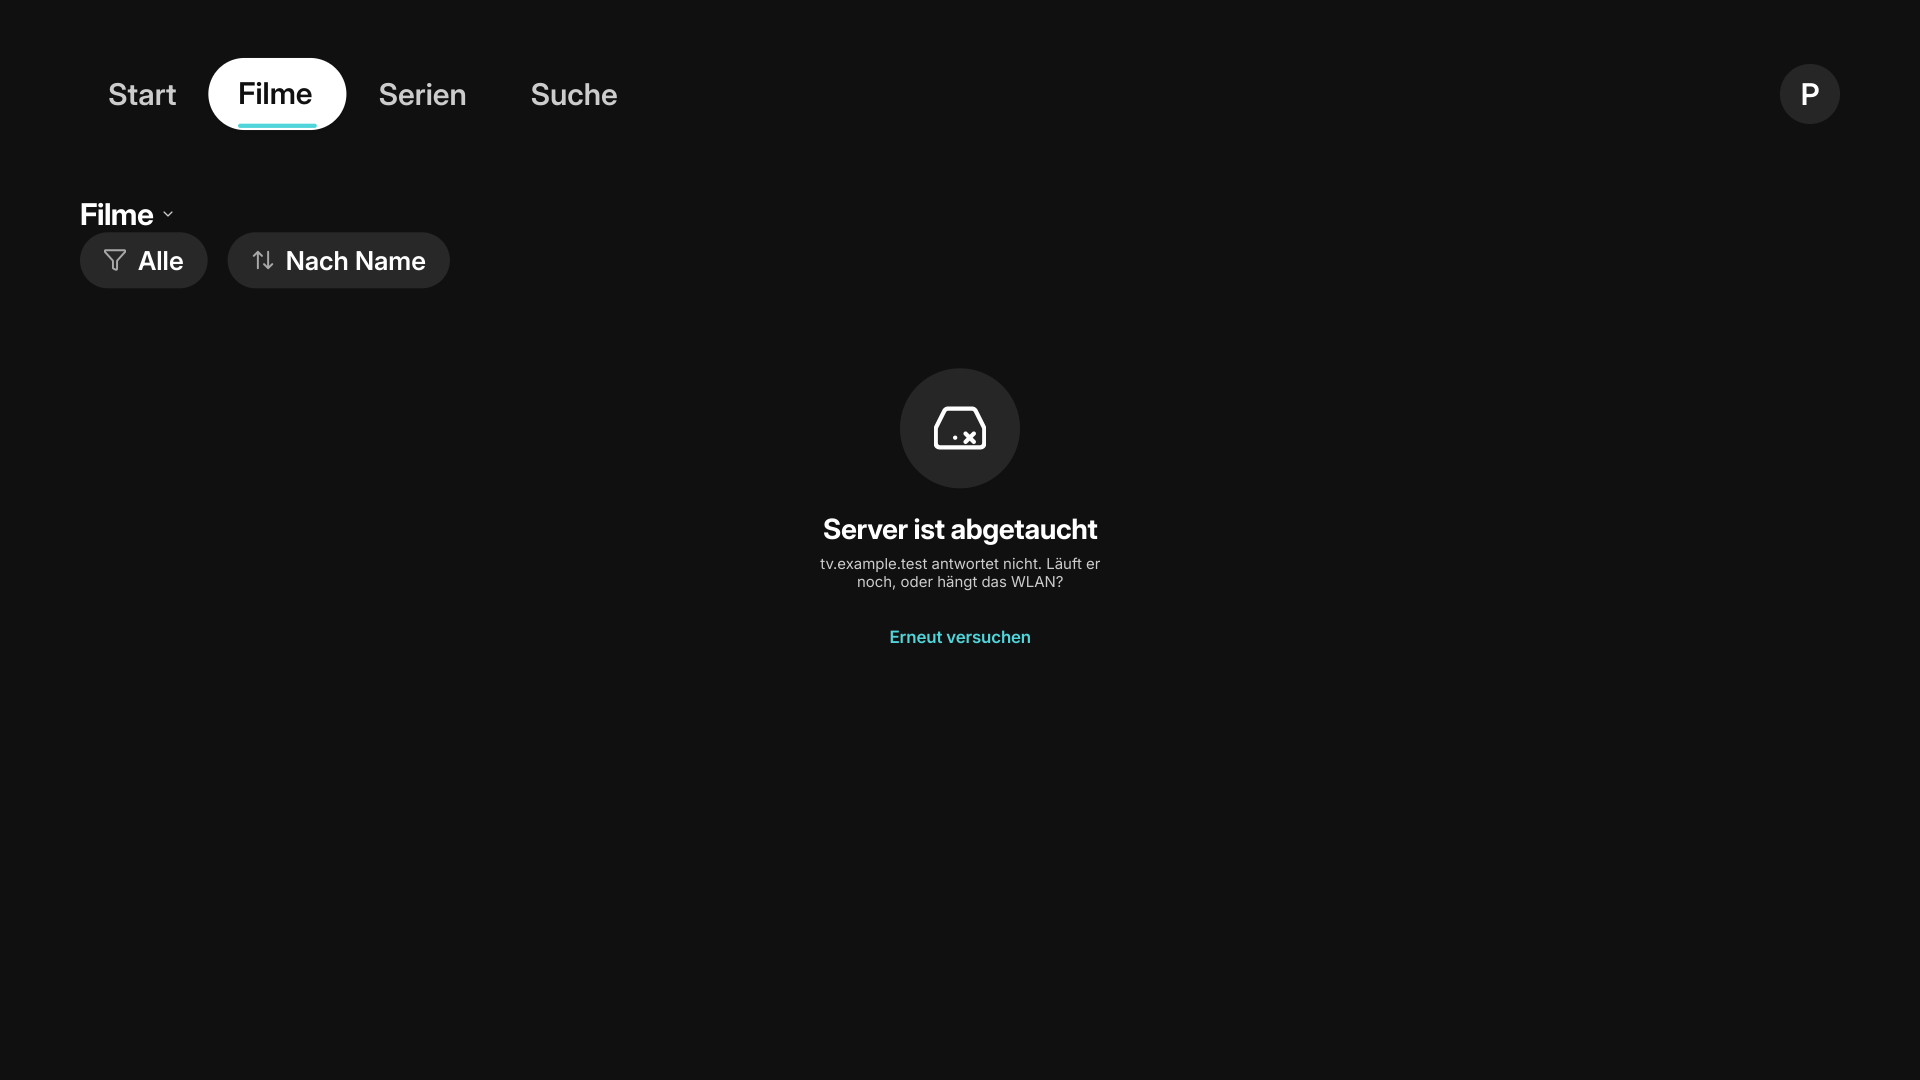 Start
Filme
Serien
Suche
P
Filme
Alle
Nach Name
Server ist abgetaucht
tv.example.test antwortet nicht. Läuft er
noch, oder hängt das WLAN?
Erneut versuchen